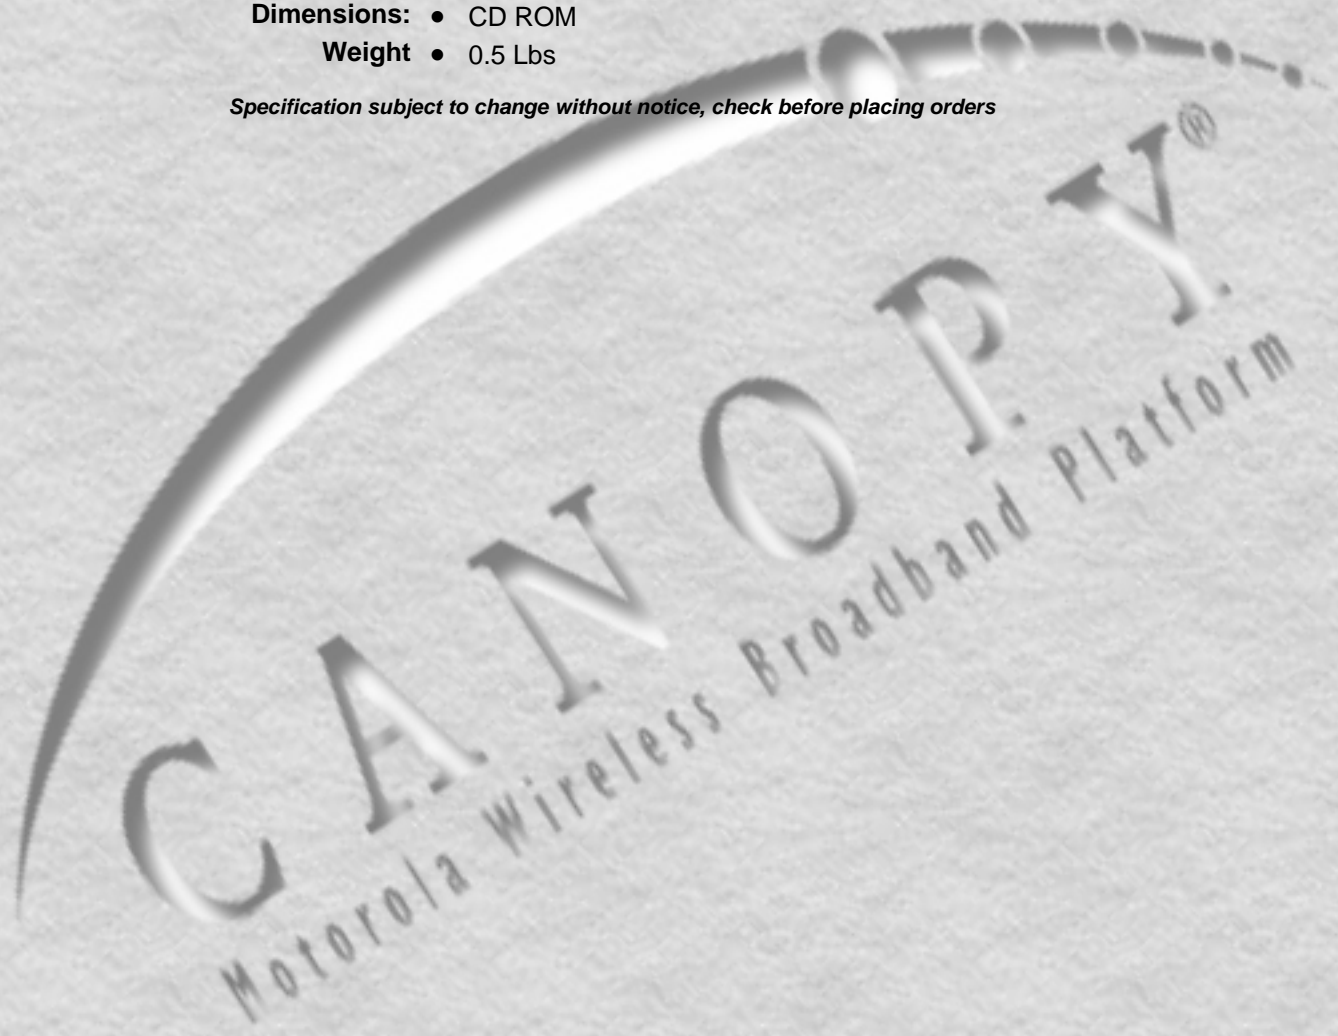 Dimensions: ● CD ROM
Weight ● 0.5 Lbs
Specification subject to change without notice, check before placing orders
CANOPY®
Motorola Wireless Broadband Platform